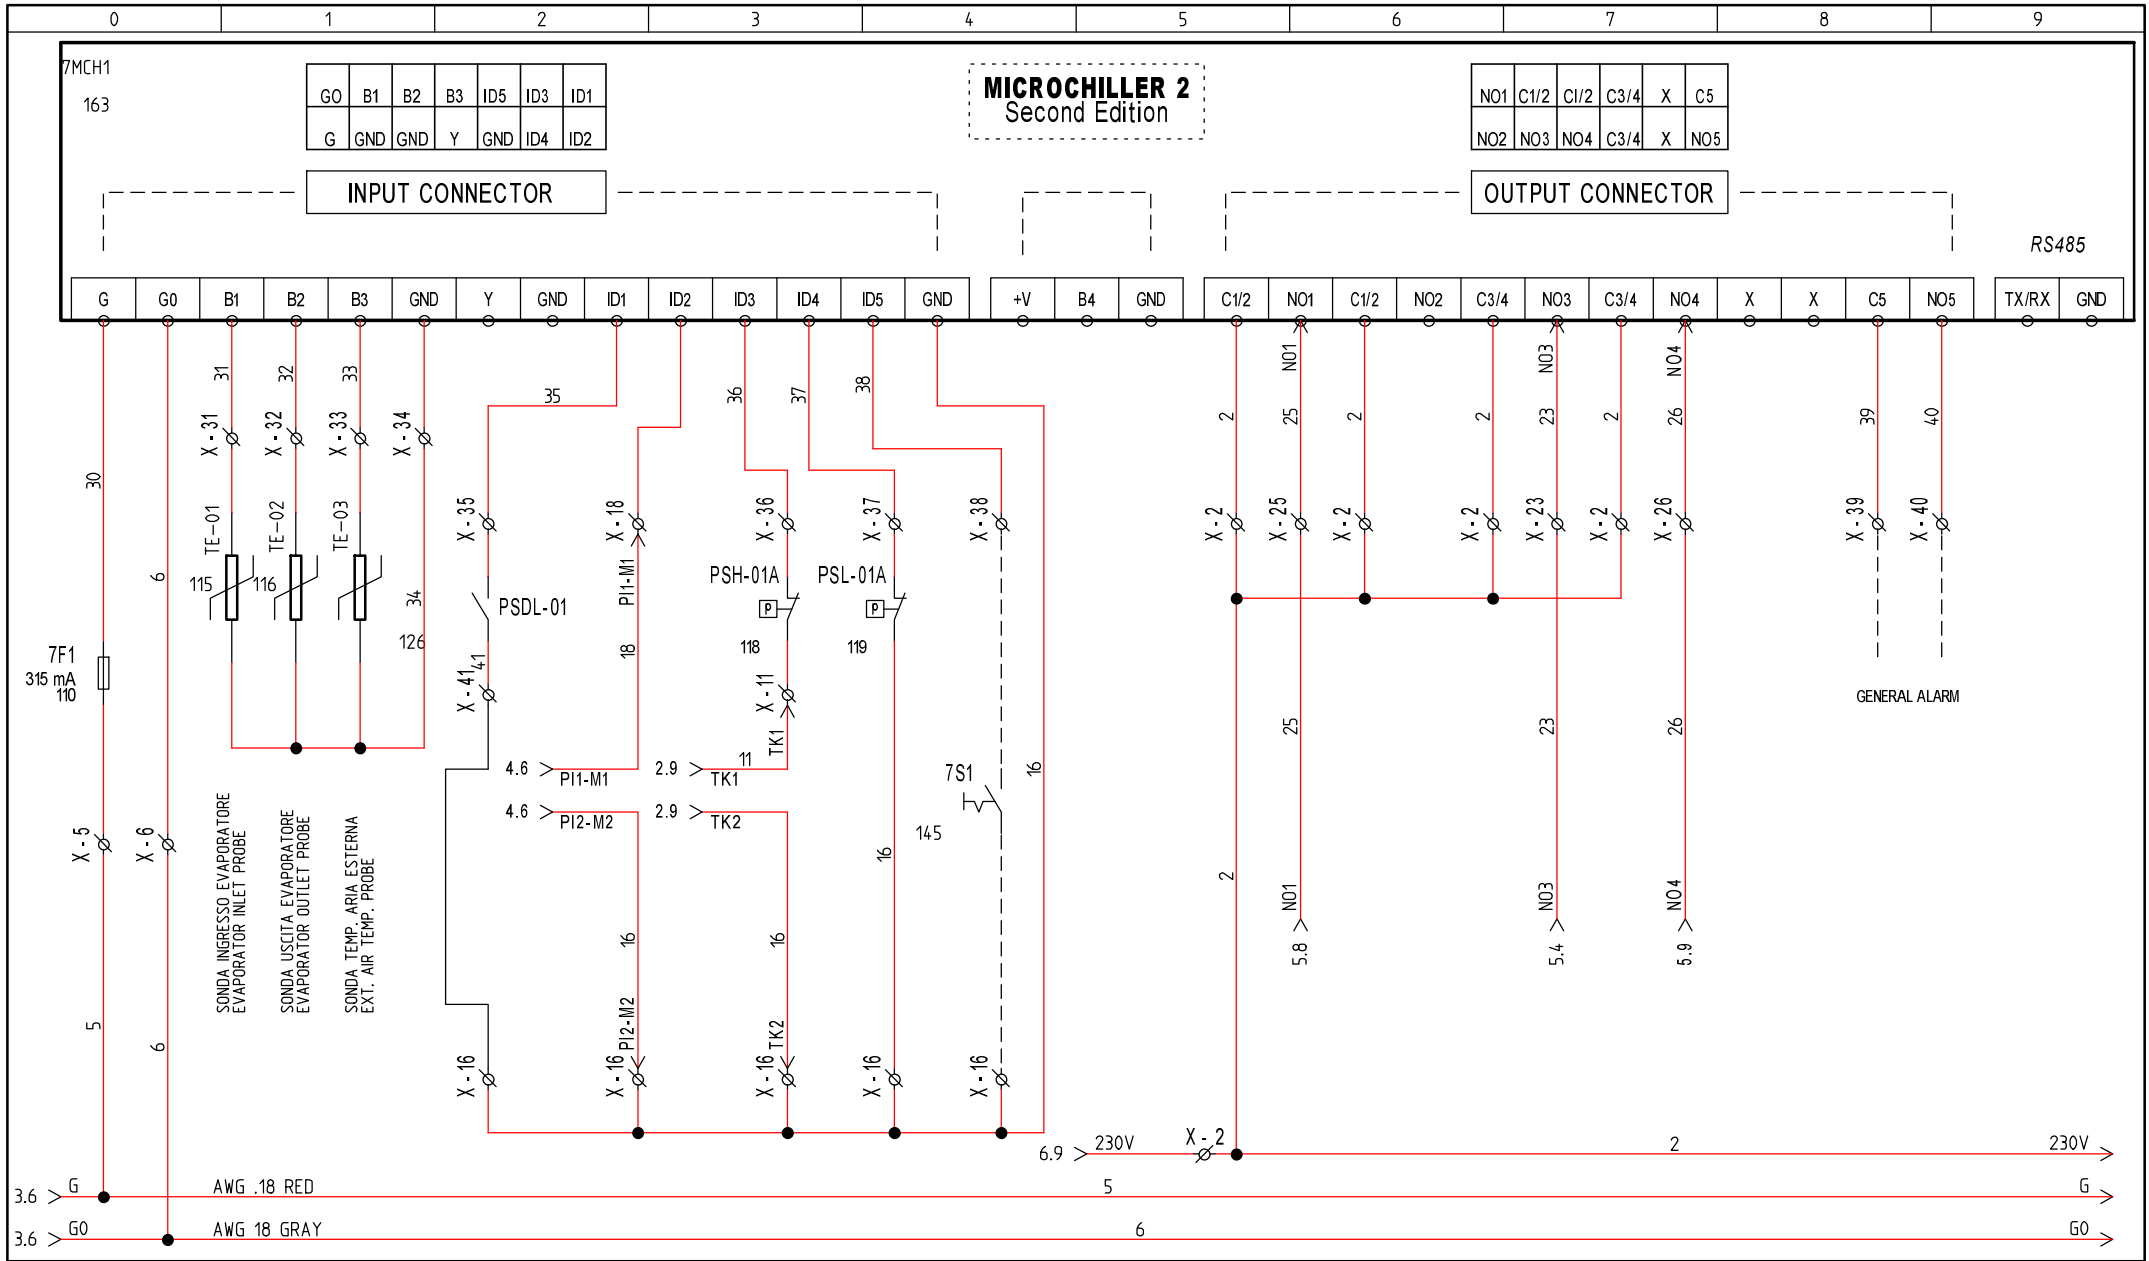 0 1 2 3 4 5 6 7 8 9
7MCH1
163
G0 B1 B2 B3 ID5 ID3 ID1
G GND GND Y GND ID4 ID2
MICROCHILLER 2
Second Edition
NO1 C1/2 CI/2 C3/4 X C5
NO2 NO3 NO4 C3/4 X NO5
INPUT CONNECTOR
OUTPUT CONNECTOR
RS485
G G0 B1 B2 B3 GND Y GND ID1 ID2 ID3 ID4 ID5 GND +V B4 GND C1/2 NO1 C1/2 NO2 C3/4 NO3 C3/4 NO4 X X C5 NO5 TX/RX GND
31 32 33 35 36 37 38 NO1 NO3 NO4
2 25 2 2 23 2 26 39 40
X - 31 X - 32 X - 33 X - 34
30
X - 35 X - 18 X - 36 X - 37 X - 38 X - 2 X - 25 X - 2 X - 2 X - 23 X - 2 X - 26 X - 39 X - 40
TE-01 TE-02 TE-03
115 116
6
34
126
PSDL-01
PI1-M1
18
PSH-01A
P
118
PSL-01A
P
119
7F1
315 mA
110
41
X - 41
X - 11
GENERAL ALARM
25 23 26
TK1
11
4.6 PI1-M1
2.9 TK1
4.6 PI2-M2
2.9 TK2
7S1
145
16
16
X - 5 X - 6
SONDA INGRESSO EVAPORATORE
EVAPORATOR INLET PROBE
SONDA USCITA EVAPORATORE
EVAPORATOR OUTLET PROBE
SONDA TEMP. ARIA ESTERNA
EXT. AIR TEMP. PROBE
2 NO1 NO3 NO4
16 16
5.8 5.4 5.9
5 6
PI2-M2 TK2
X - 16 X - 16 X - 16 X - 16 X - 16
6.9 230V X - 2 2 230V
3.6 G AWG .18 RED 5 G
3.6 G0 AWG 18 GRAY 6 G0